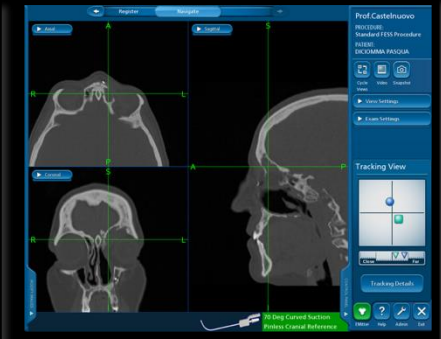 Register
Navigate
Prof.Castelnuovo
PROCEDURE:
Standard FESS Procedure
PATIENT:
DICIOMMA PASQUA
Axial
A
R
L
P
Sagittal
S
A
P
Cycle
Views
Video
Snapshot
View Settings
Exam Settings
Coronal
S
R
L
Tracking View
Close
Far
Tracking Details
70 Deg Curved Suction
Pinless Cranial Reference
EMitter
Help
Admin
Exit